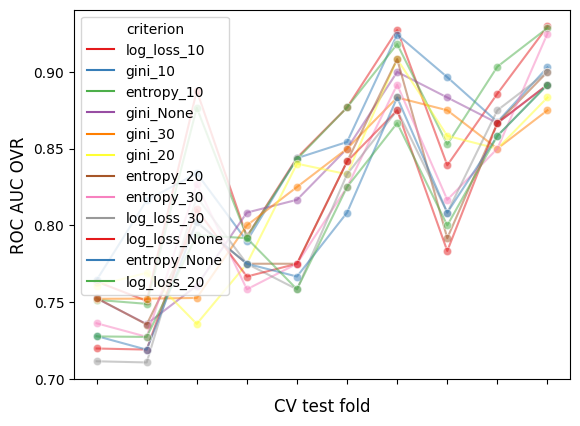 criterion
log_loss_10
gini_10
entropy_10
gini_None
gini_30
gini_20
entropy_20
entropy_30
log_loss_30
log_loss_None
entropy_None
log_loss_20
ROC AUC OVR
0.90
0.85
0.80
0.75
0.70
CV test fold